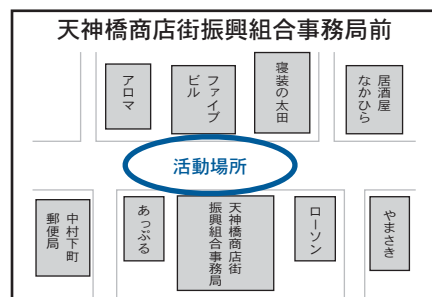 天神橋商店街振興組合事務局前
アロマ
ファイブ
ビル
寝装の太田
居酒屋
なかひら
活動場所
中村下町
郵便局
あっぷる
天神橋商店街
振興組合事務局
ローソン
やまさき